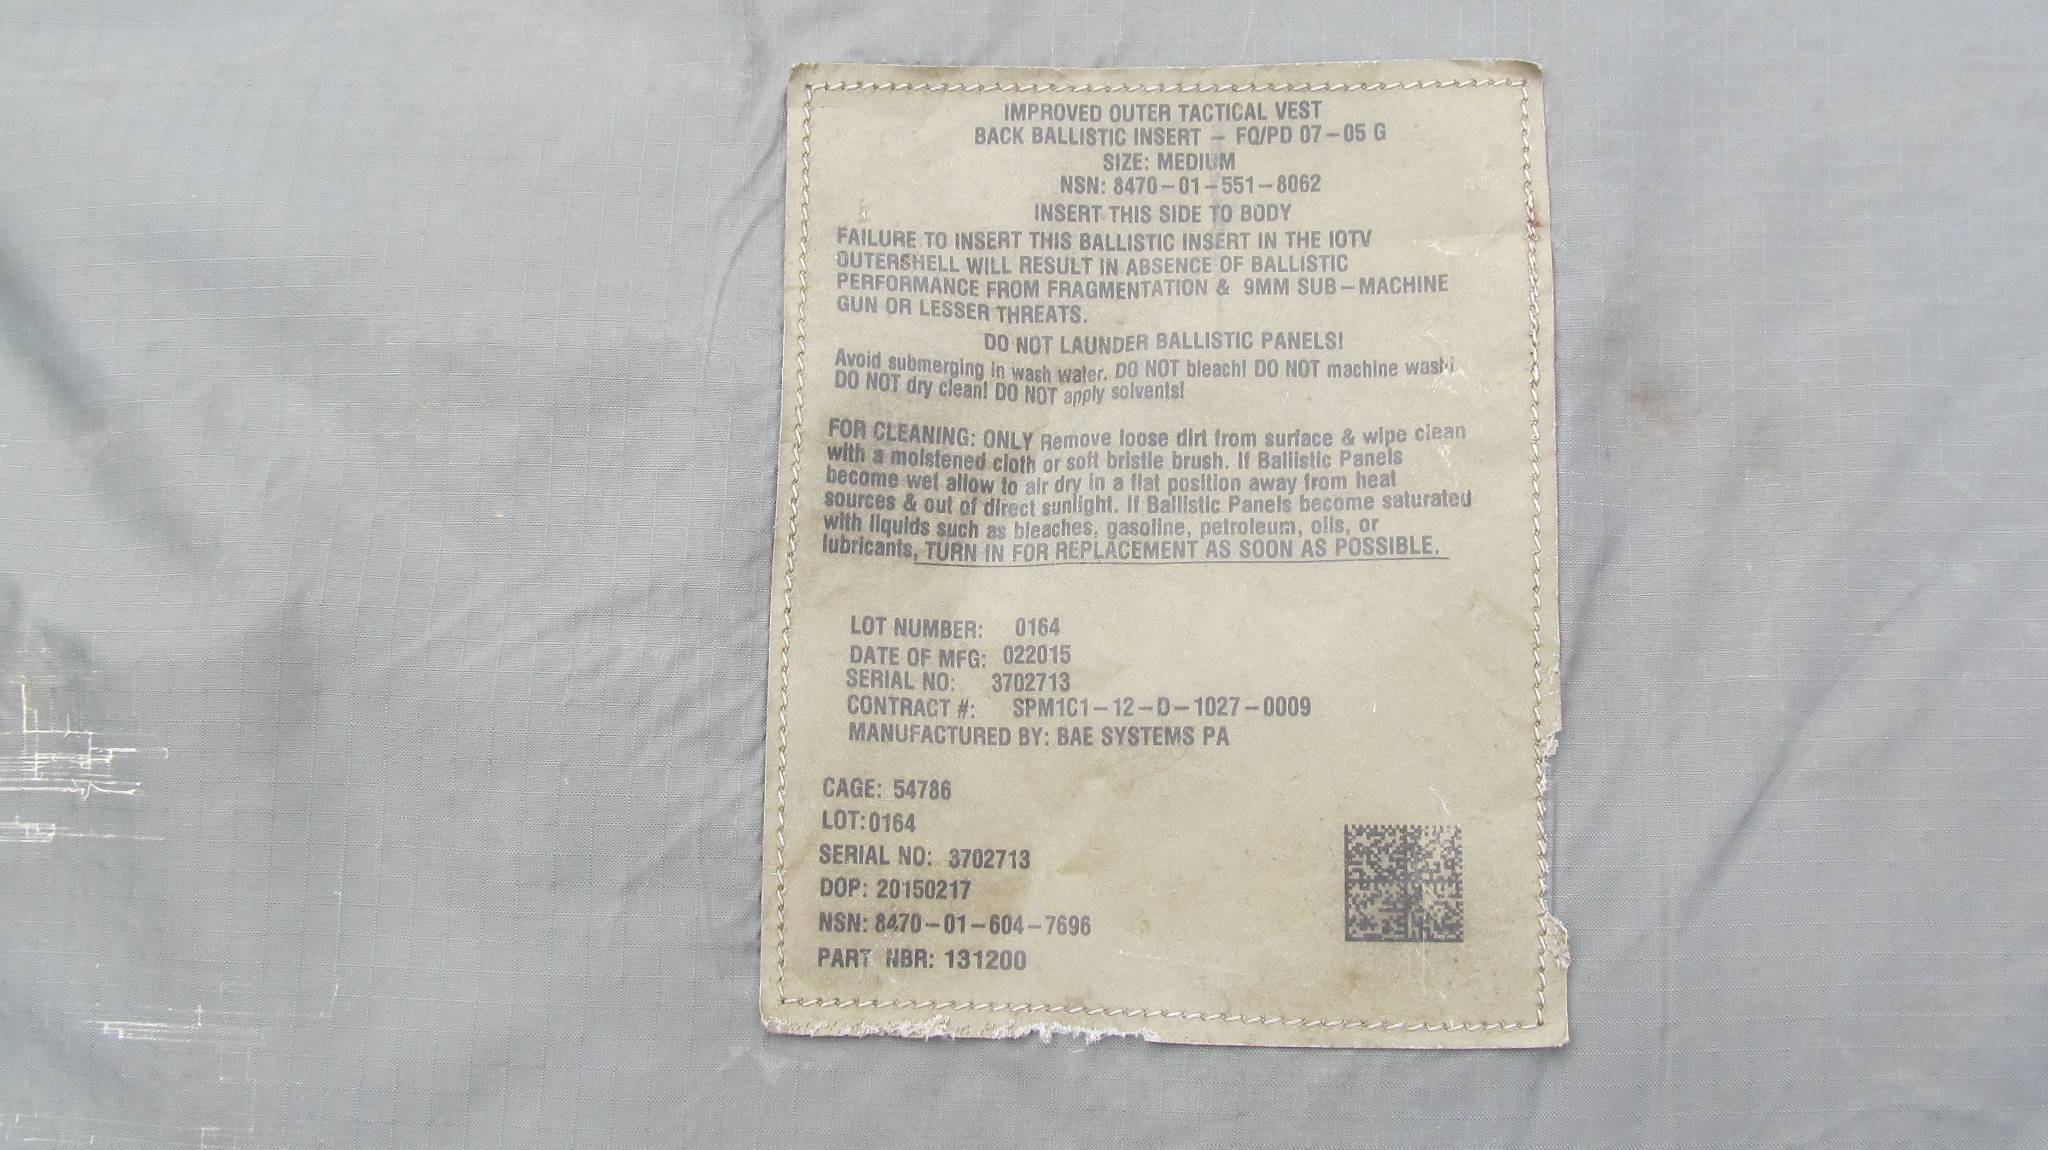 IMPROVED OUTER TACTICAL VEST
BACK BALLISTIC INSERT – FQ/PD 07–05 G
SIZE: MEDIUM
NSN: 8470–01–551–8062
INSERT THIS SIDE TO BODY
FAILURE TO INSERT THIS BALLISTIC INSERT IN THE IOTV
OUTERSHELL WILL RESULT IN ABSENCE OF BALLISTIC
PERFORMANCE FROM FRAGMENTATION & 9MM SUB–MACHINE
GUN OR LESSER THREATS.
DO NOT LAUNDER BALLISTIC PANELS!
Avoid submerging in wash water. DO NOT bleach! DO NOT machine wash!
DO NOT dry clean! DO NOT apply solvents!
FOR CLEANING: ONLY Remove loose dirt from surface & wipe clean
with a moistened cloth or soft bristle brush. If Ballistic Panels
become wet allow to air dry in a flat position away from heat
sources & out of direct sunlight. If Ballistic Panels become saturated
with liquids such as bleaches, gasoline, petroleum, oils, or
lubricants, TURN IN FOR REPLACEMENT AS SOON AS POSSIBLE.
LOT NUMBER: 0164
DATE OF MFG: 022015
SERIAL NO: 3702713
CONTRACT #: SPM1C1–12–D–1027–0009
MANUFACTURED BY: BAE SYSTEMS PA
CAGE: 54786
LOT: 0164
SERIAL NO: 3702713
DOP: 20150217
NSN: 8470–01–604–7696
PART NBR: 131200